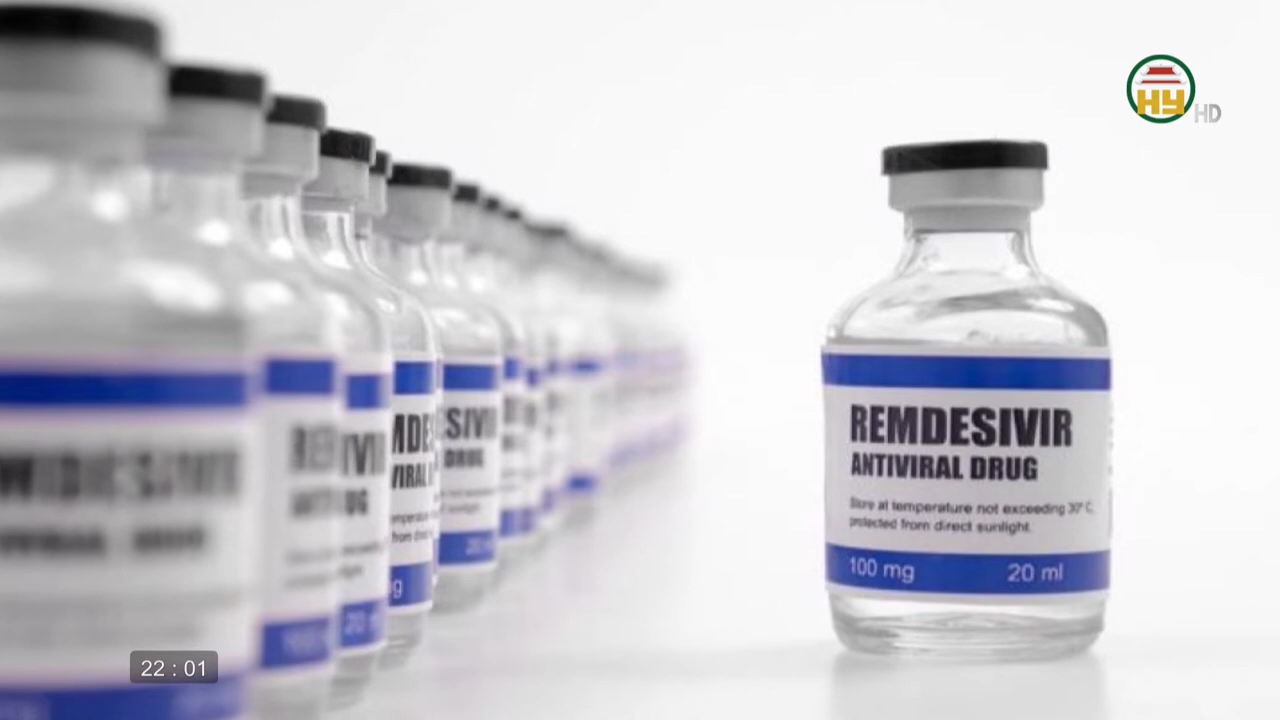 HY HD
REMDESIVIR
ANTIVIRAL DRUG
Store at temperature not exceeding 30° C,
protected from direct sunlight.
100 mg 20 ml
22 : 01